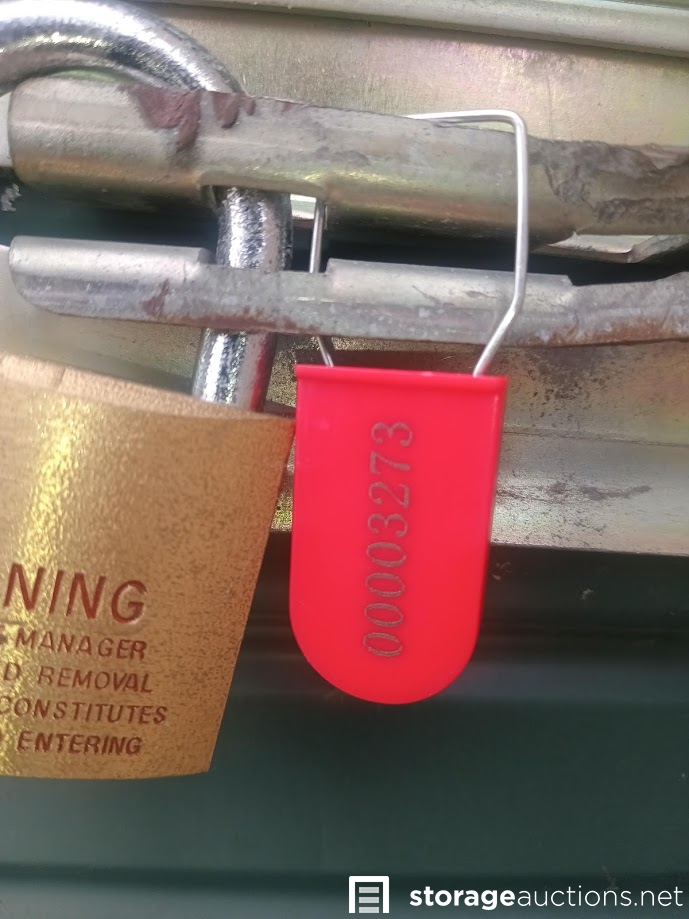 00003273
NING
MANAGER
D REMOVAL
CONSTITUTES
ENTERING
storageauctions.net